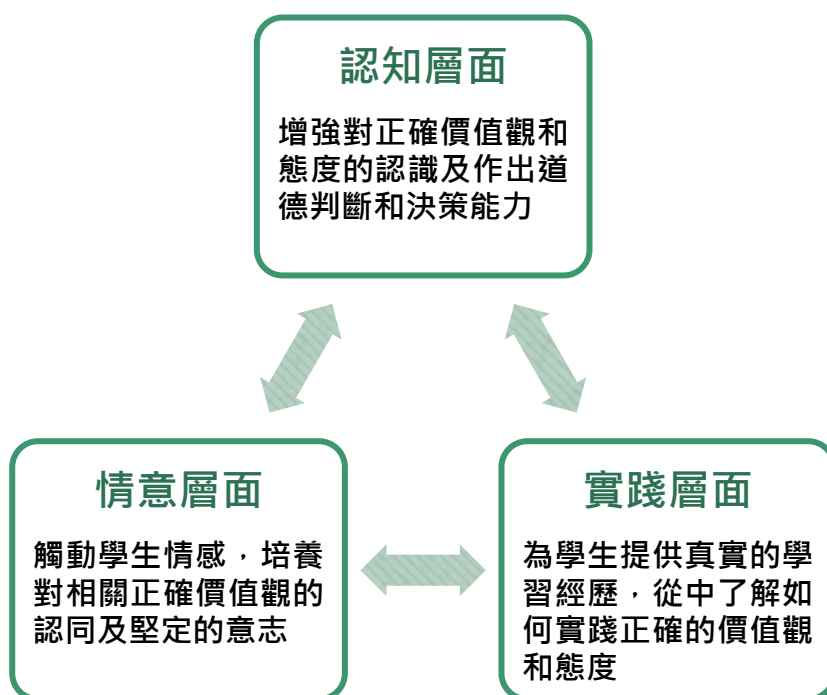 認知層面
增強對正確價值觀和
態度的認識及作出道
德判斷和決策能力
情意層面
觸動學生情感，培養
對相關正確價值觀的
認同及堅定的意志
實踐層面
為學生提供真實的學
習經歷，從中了解如
何實踐正確的價值觀
和態度